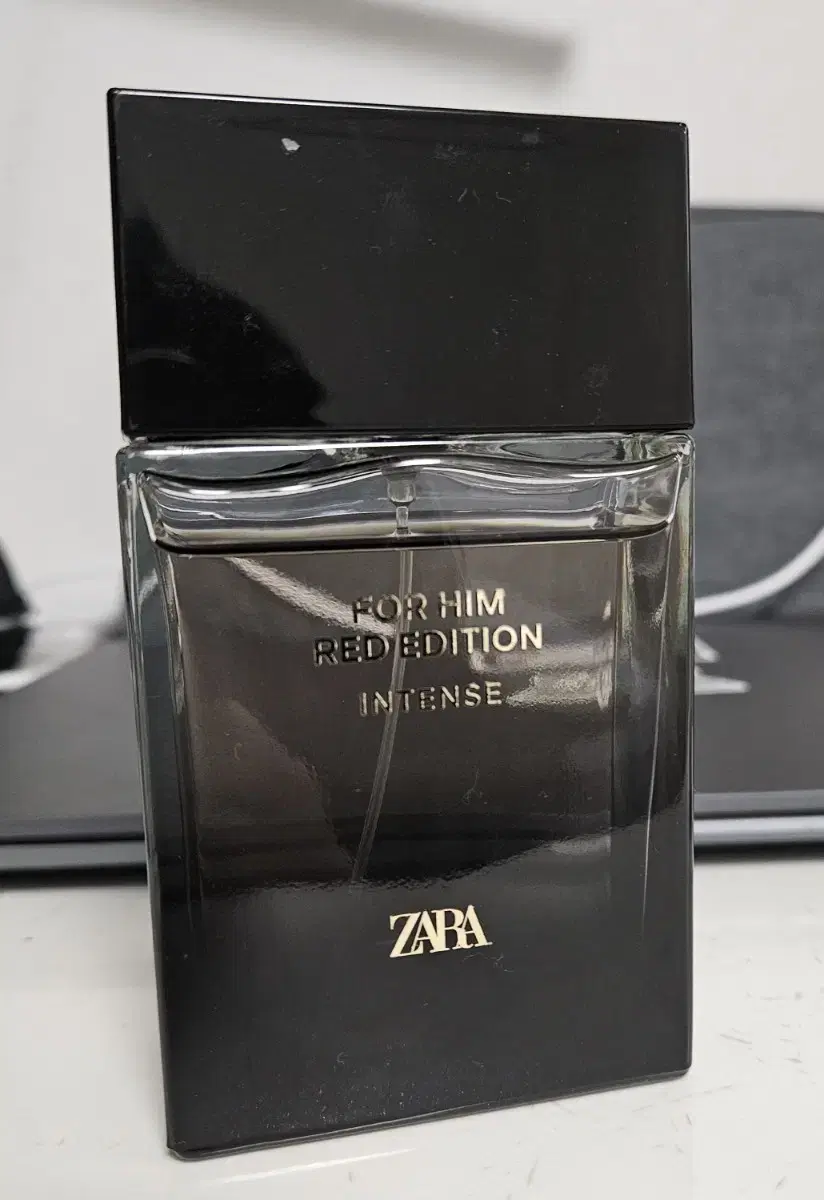 FOR HIM
RED EDITION
INTENSE
ZARA